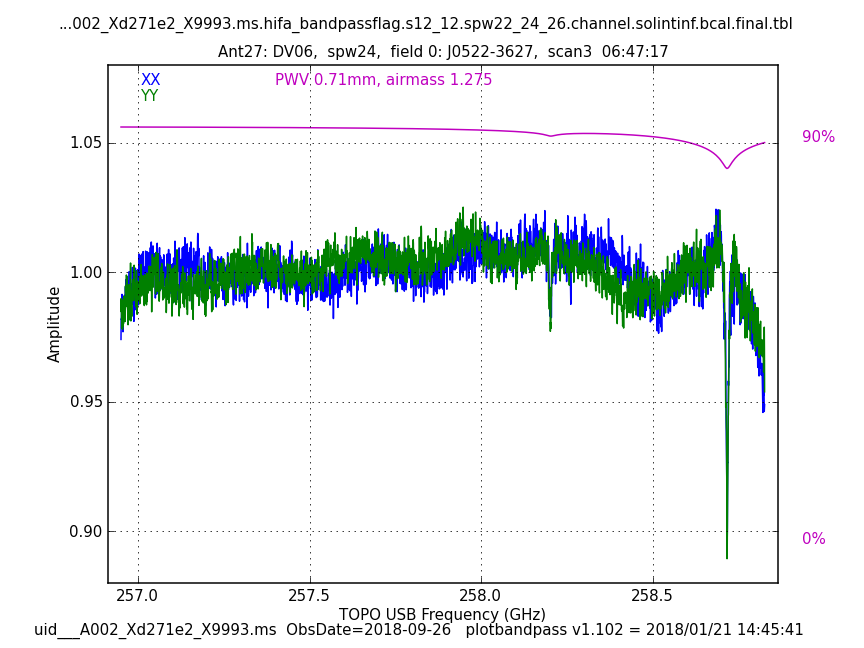 ...002_Xd271e2_X9993.ms.hifa_bandpassflag.s12_12.spw22_24_26.channel.solintinf.bcal.final.tbl
Ant27: DV06,  spw24,  field 0: J0522-3627,  scan3  06:47:17
XX
PWV 0.71mm, airmass 1.275
YY
90%
1.05
1.00
Amplitude
0.95
0.90
0%
257.0 257.5 258.0 258.5
TOPO USB Frequency (GHz)
uid___A002_Xd271e2_X9993.ms  ObsDate=2018-09-26   plotbandpass v1.102 = 2018/01/21 14:45:41